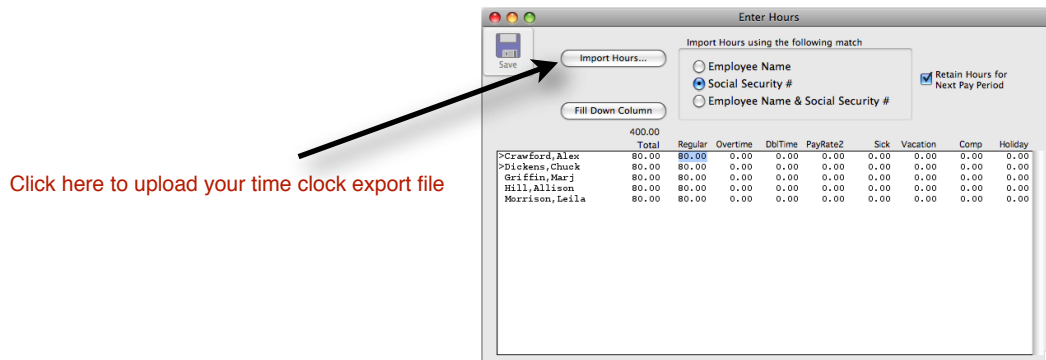 Enter Hours
Import Hours using the following match
Save
Import Hours...
Employee Name
Social Security #
Retain Hours for
Next Pay Period
Employee Name & Social Security #
Fill Down Column
400.00
Total Regular Overtime DblTime PayRate2 Sick Vacation Comp Holiday
>Crawford,Alex 80.00 80.00 0.00 0.00 0.00 0.00 0.00 0.00 0.00
>Dickens,Chuck 80.00 80.00 0.00 0.00 0.00 0.00 0.00 0.00 0.00
Griffin,Marj 80.00 80.00 0.00 0.00 0.00 0.00 0.00 0.00 0.00
Hill,Allison 80.00 80.00 0.00 0.00 0.00 0.00 0.00 0.00 0.00
Morrison,Leila 80.00 80.00 0.00 0.00 0.00 0.00 0.00 0.00 0.00
Click here to upload your time clock export file